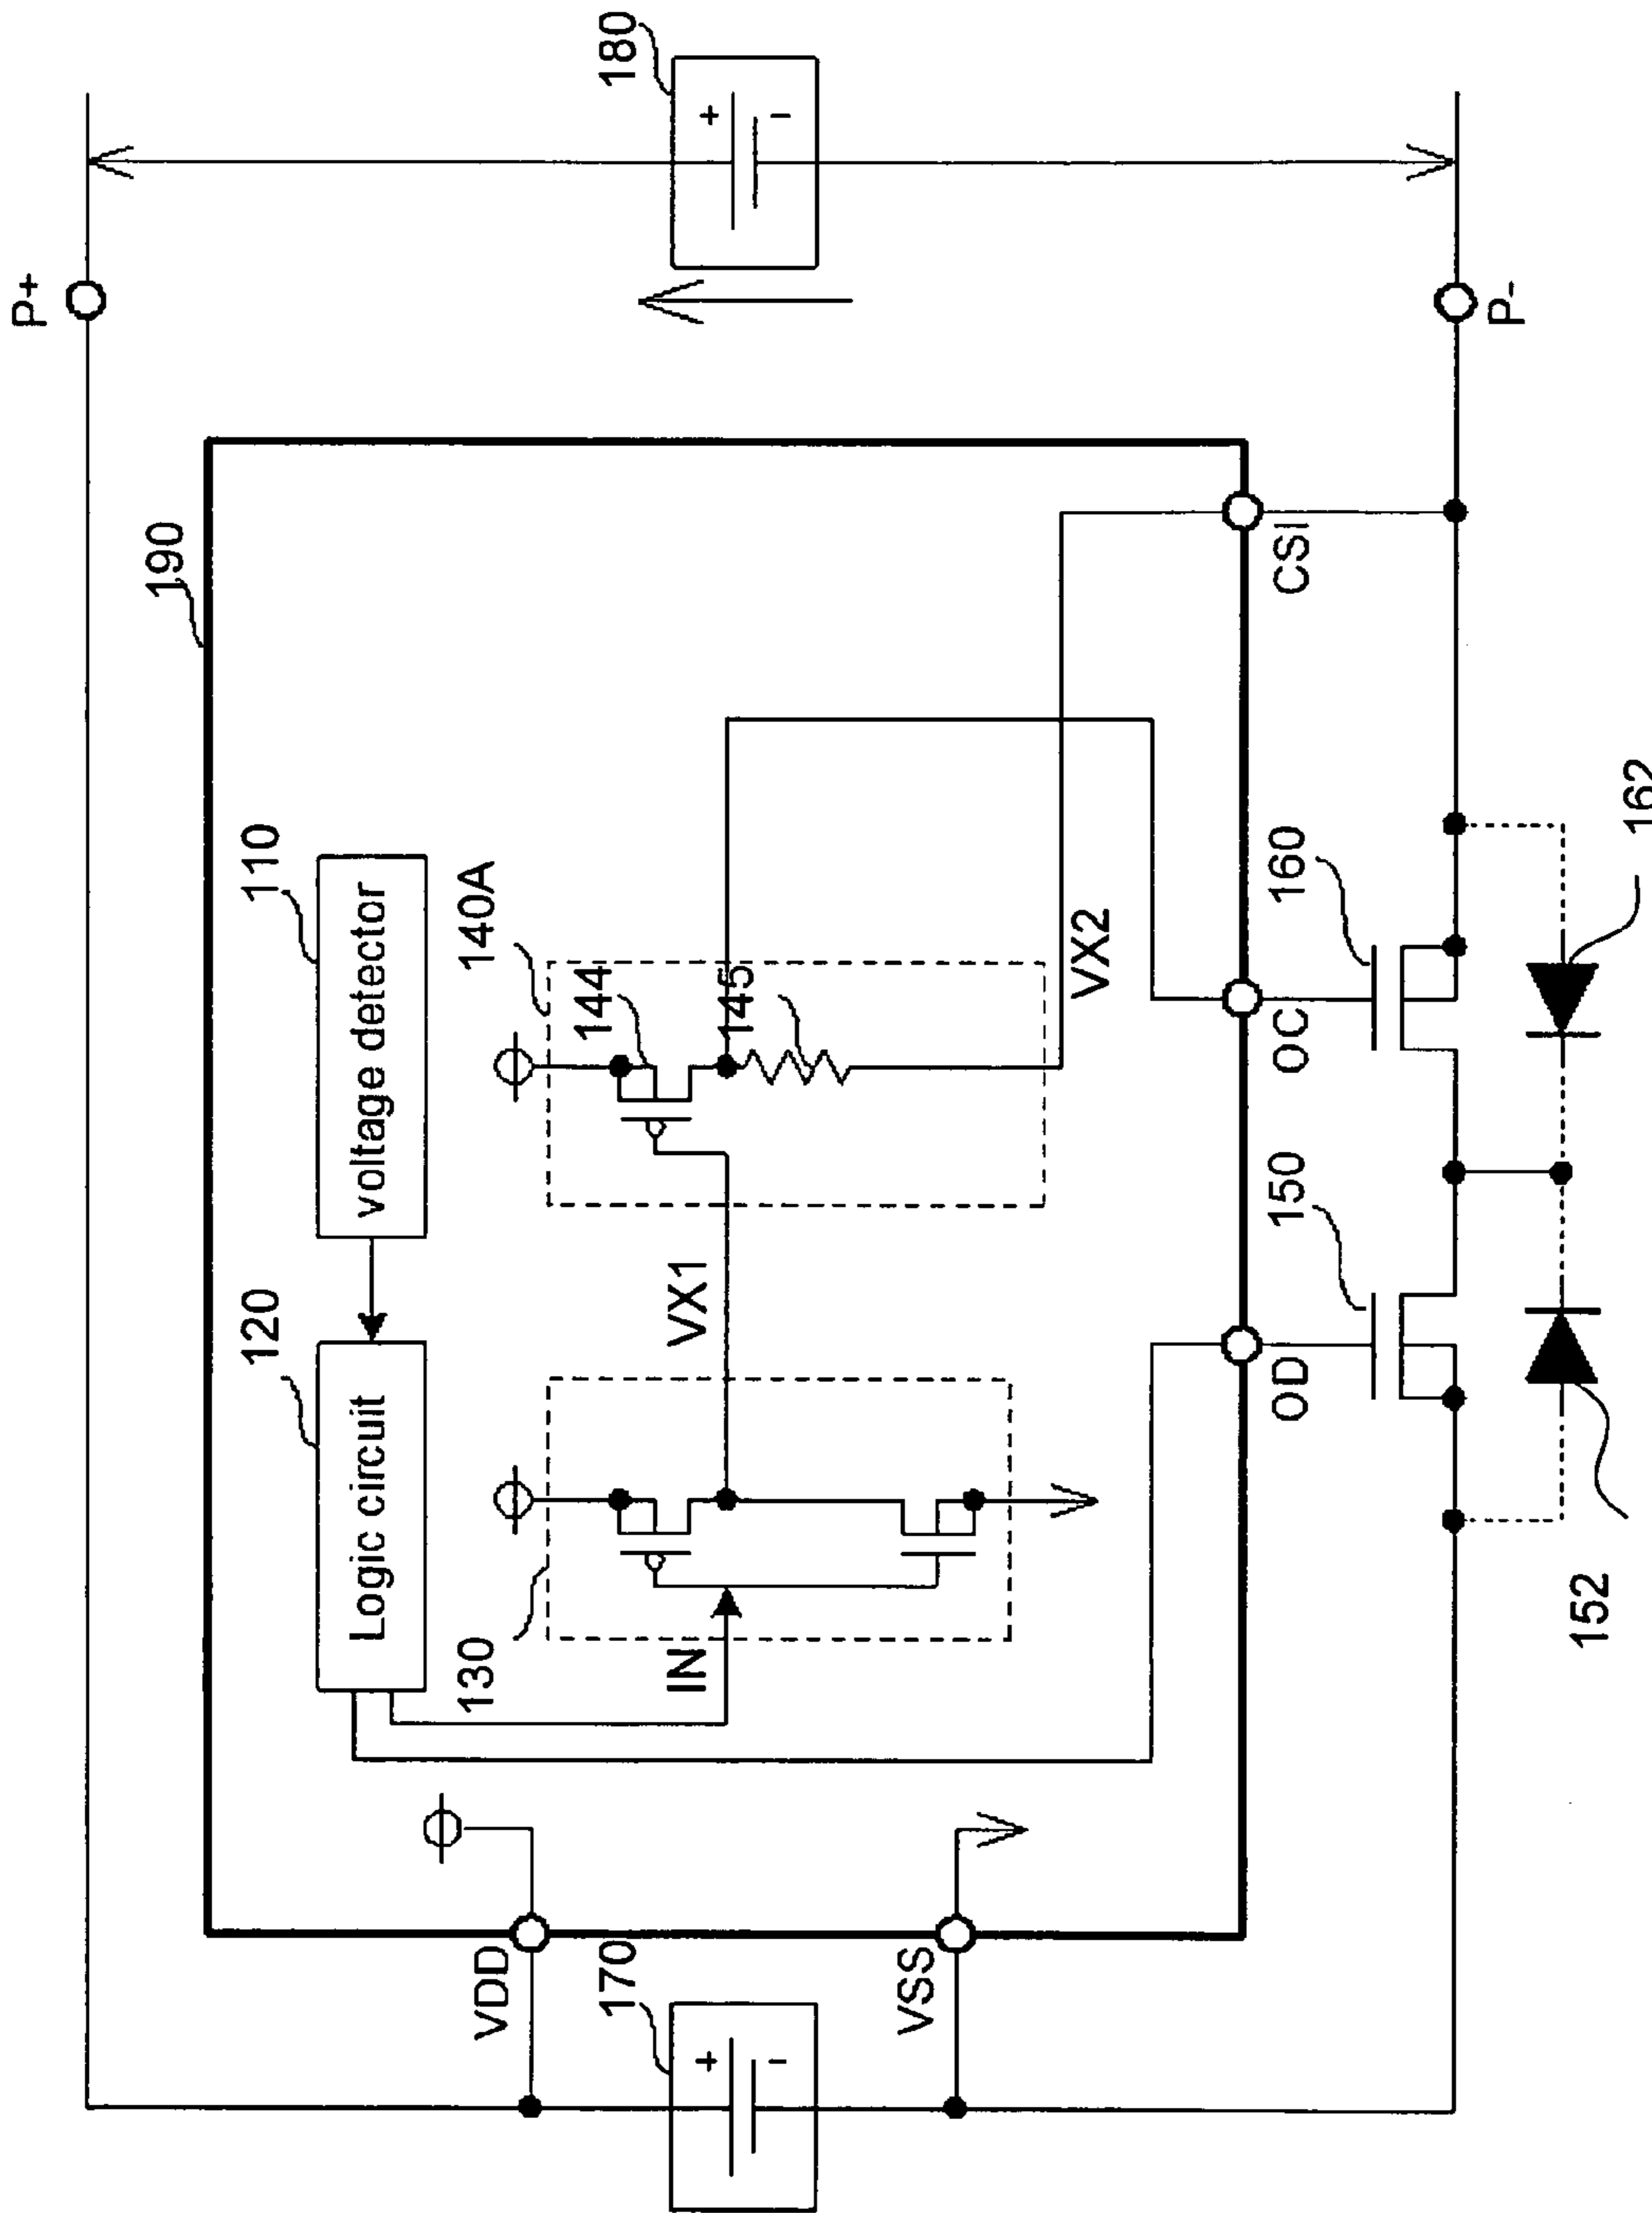 P+
180
+
-
190
110
voltage detector
120
Logic circuit
140A
144
145
VX1
130
IN
VX2
VDD
170
+
-
VSS
OD
OC
CSI
150
160
P-
152
162